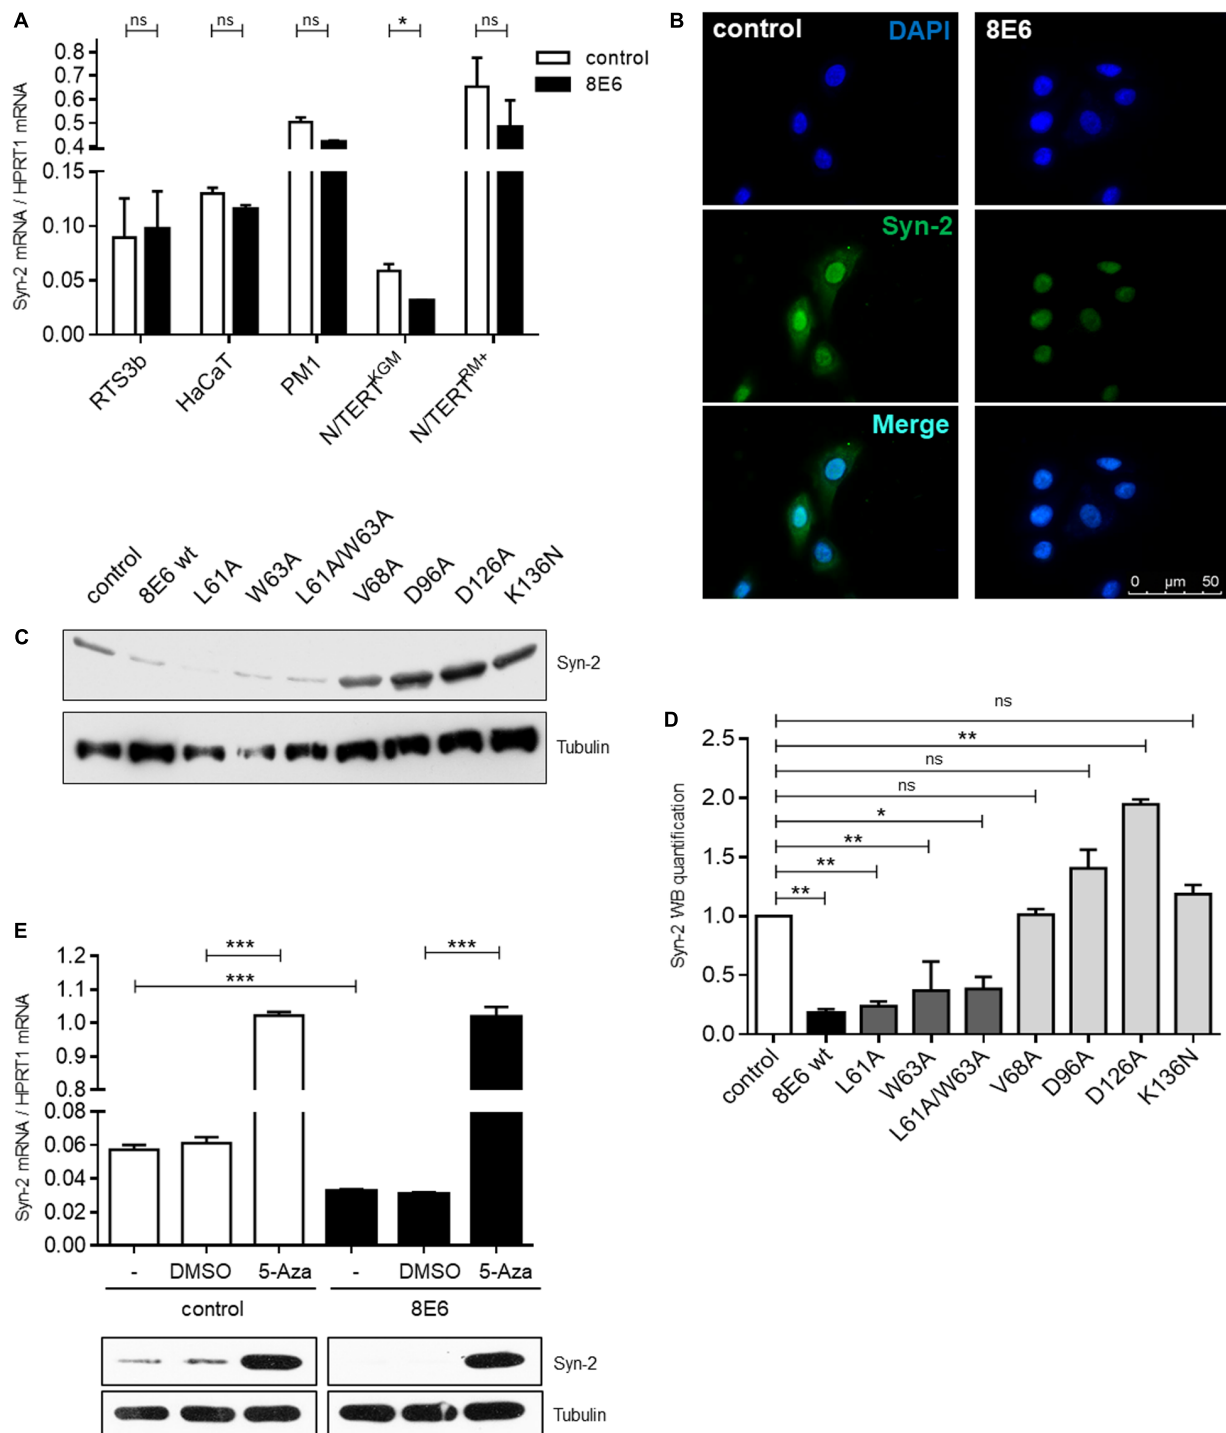 A
ns
ns
ns
*
ns
control
8E6
Syn-2 mRNA / HPRT1 mRNA
0.8
0.7
0.6
0.5
0.4
0.15
0.10
0.05
0.00
RTS3b
HaCaT
PM1
N/TERTKGM
N/TERTRM+
B
control
DAPI
8E6
Syn-2
Merge
0 µm 50
C
control
8E6 wt
L61A
W63A
L61A/W63A
V68A
D96A
D126A
K136N
Syn-2
Tubulin
D
ns
**
ns
ns
*
**
**
**
Syn-2 WB quantification
2.5
2.0
1.5
1.0
0.5
0.0
control
8E6 wt
L61A
W63A
L61A/W63A
V68A
D96A
D126A
K136N
E
***
***
***
Syn-2 mRNA / HPRT1 mRNA
1.2
1.1
1.0
0.9
0.8
0.08
0.06
0.04
0.02
0.00
- DMSO 5-Aza - DMSO 5-Aza
control 8E6
Syn-2
Tubulin